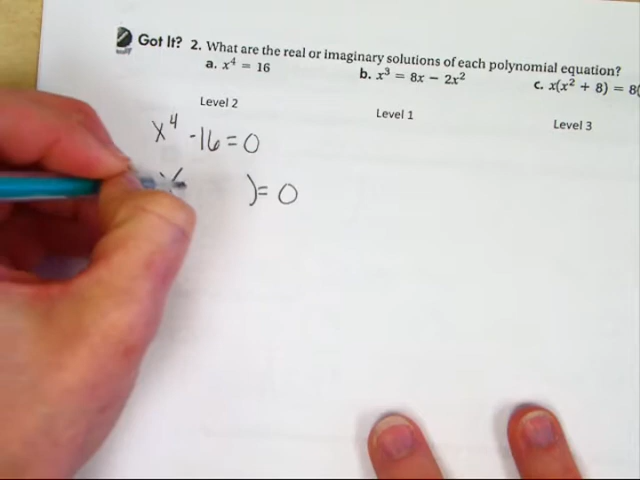 Got It? 2. What are the real or imaginary solutions of each polynomial equation?
a. x⁴ = 16 b. x³ = 8x − 2x² c. x(x² + 8) = 8(
Level 2 Level 1 Level 3
x⁴ -16 = 0
) = 0